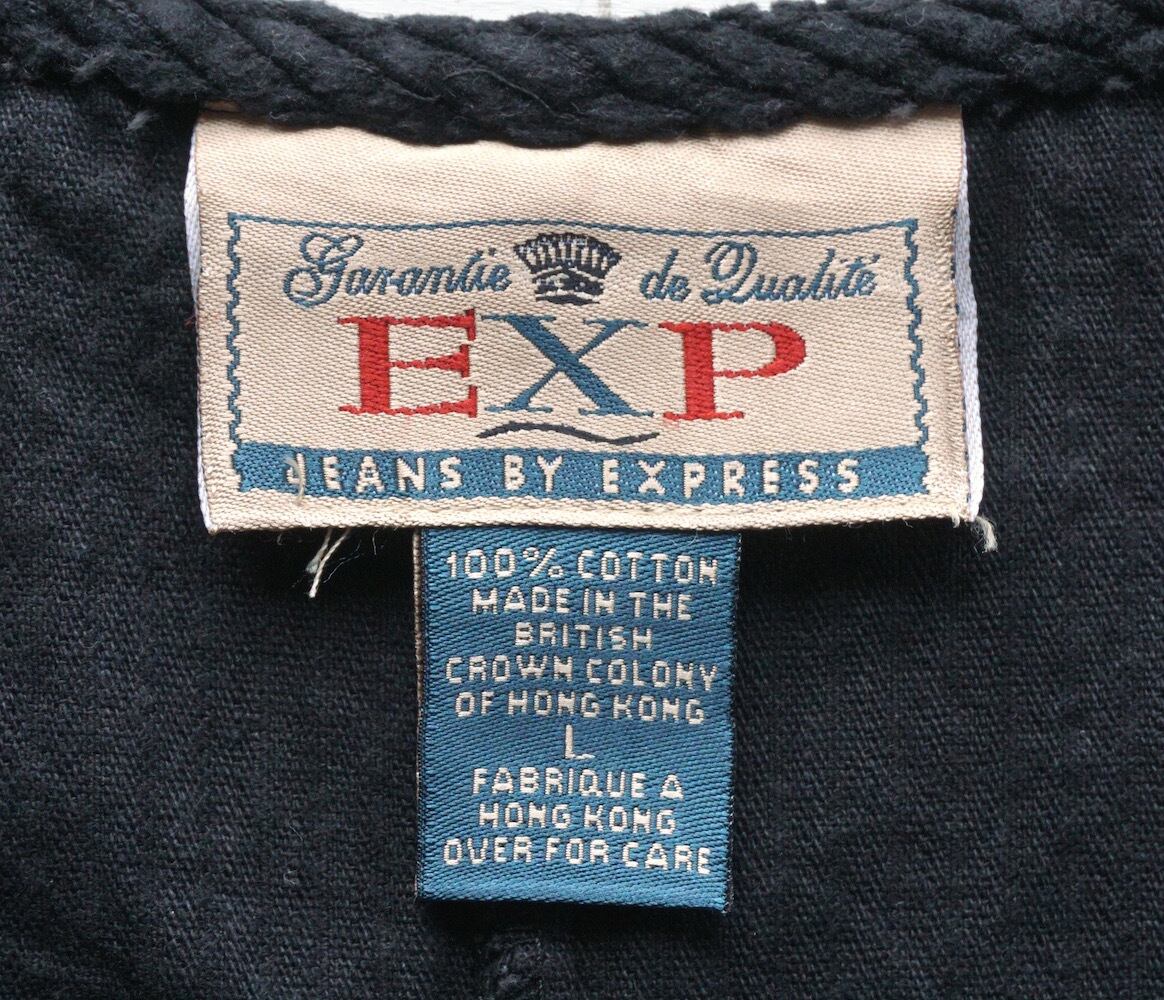 Garantie de Qualité
EXP
JEANS BY EXPRESS
100% COTTON
MADE IN THE
BRITISH
CROWN COLONY
OF HONG KONG
L
FABRIQUE A
HONG KONG
OVER FOR CARE